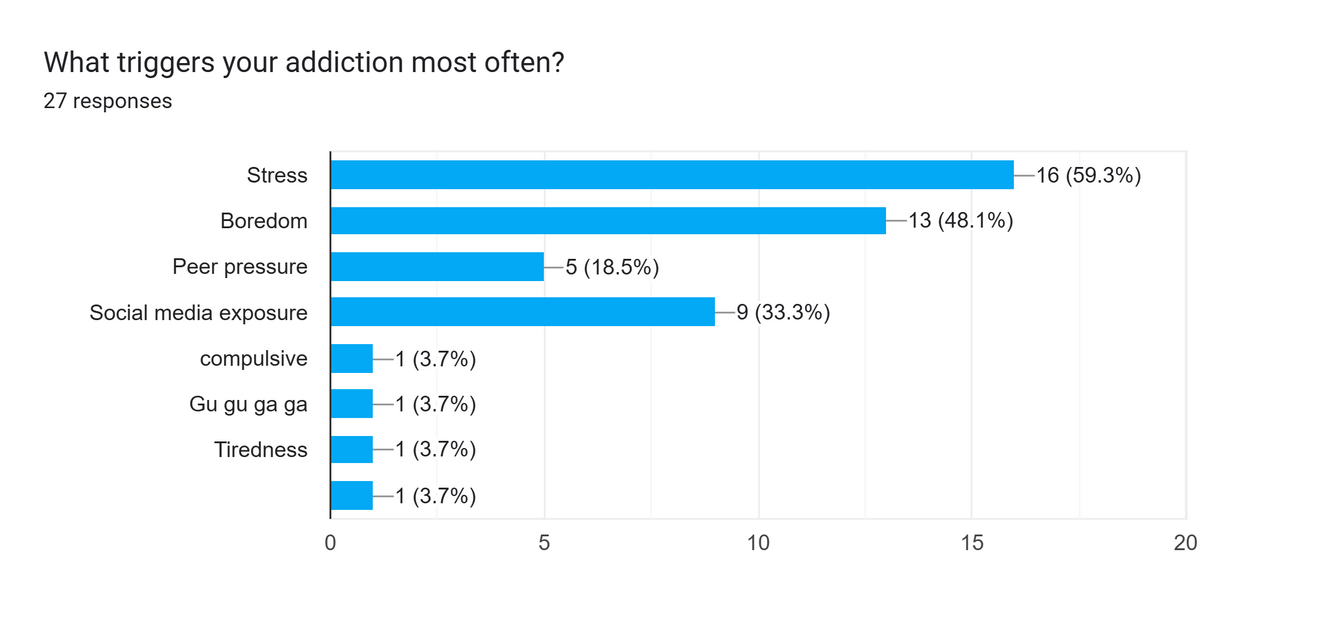 What triggers your addiction most often?
27 responses
Stress
16 (59.3%)
Boredom
13 (48.1%)
Peer pressure
5 (18.5%)
Social media exposure
9 (33.3%)
compulsive
1 (3.7%)
Gu gu ga ga
1 (3.7%)
Tiredness
1 (3.7%)
1 (3.7%)
0 5 10 15 20